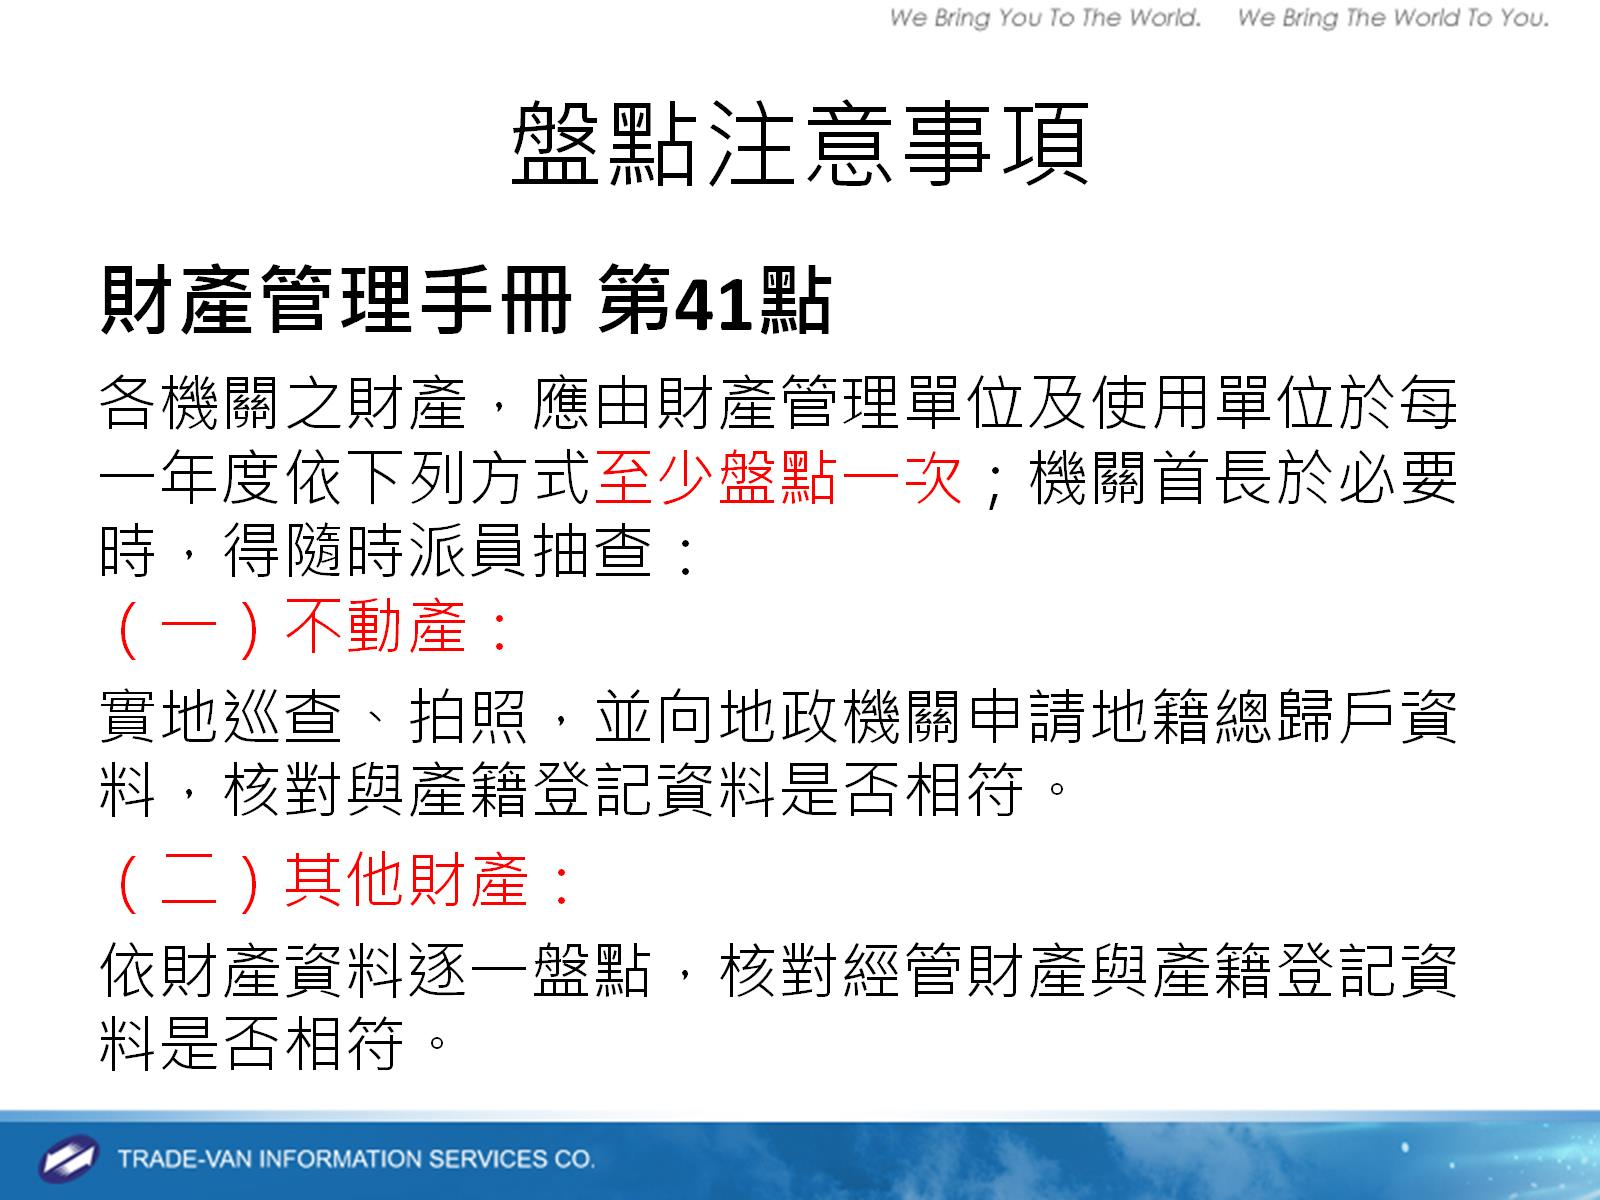 We Bring You To The World. We Bring The World To You.
盤點注意事項
財產管理手冊 第41點
各機關之財產，應由財產管理單位及使用單位於每
一年度依下列方式至少盤點一次；機關首長於必要
時，得隨時派員抽查：
（一）不動產：
實地巡查、拍照，並向地政機關申請地籍總歸戶資
料，核對與產籍登記資料是否相符。
（二）其他財產：
依財產資料逐一盤點，核對經管財產與產籍登記資
料是否相符。
TRADE-VAN INFORMATION SERVICES CO.